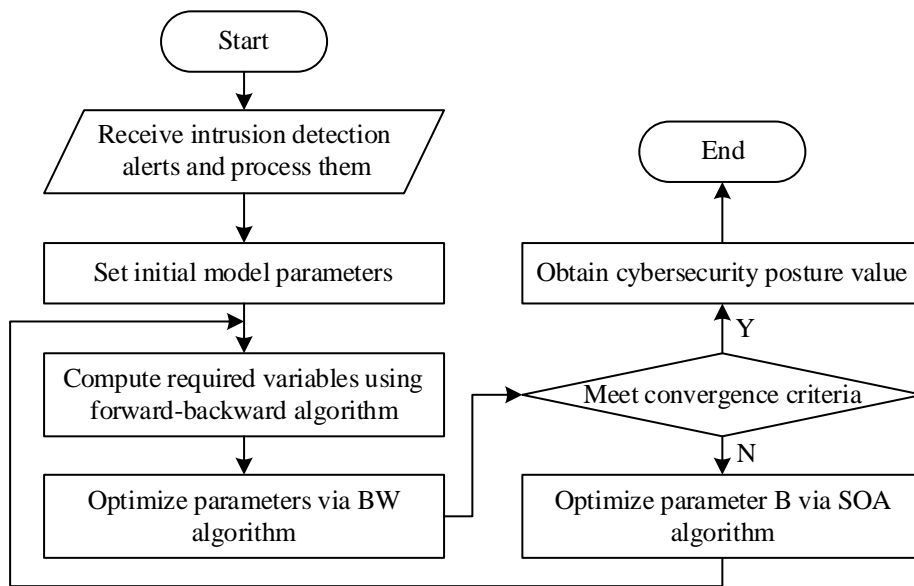 Start
Receive intrusion detection
alerts and process them
Set initial model parameters
Compute required variables using
forward-backward algorithm
Optimize parameters via BW
algorithm
End
Obtain cybersecurity posture value
Y
Meet convergence criteria
N
Optimize parameter B via SOA
algorithm